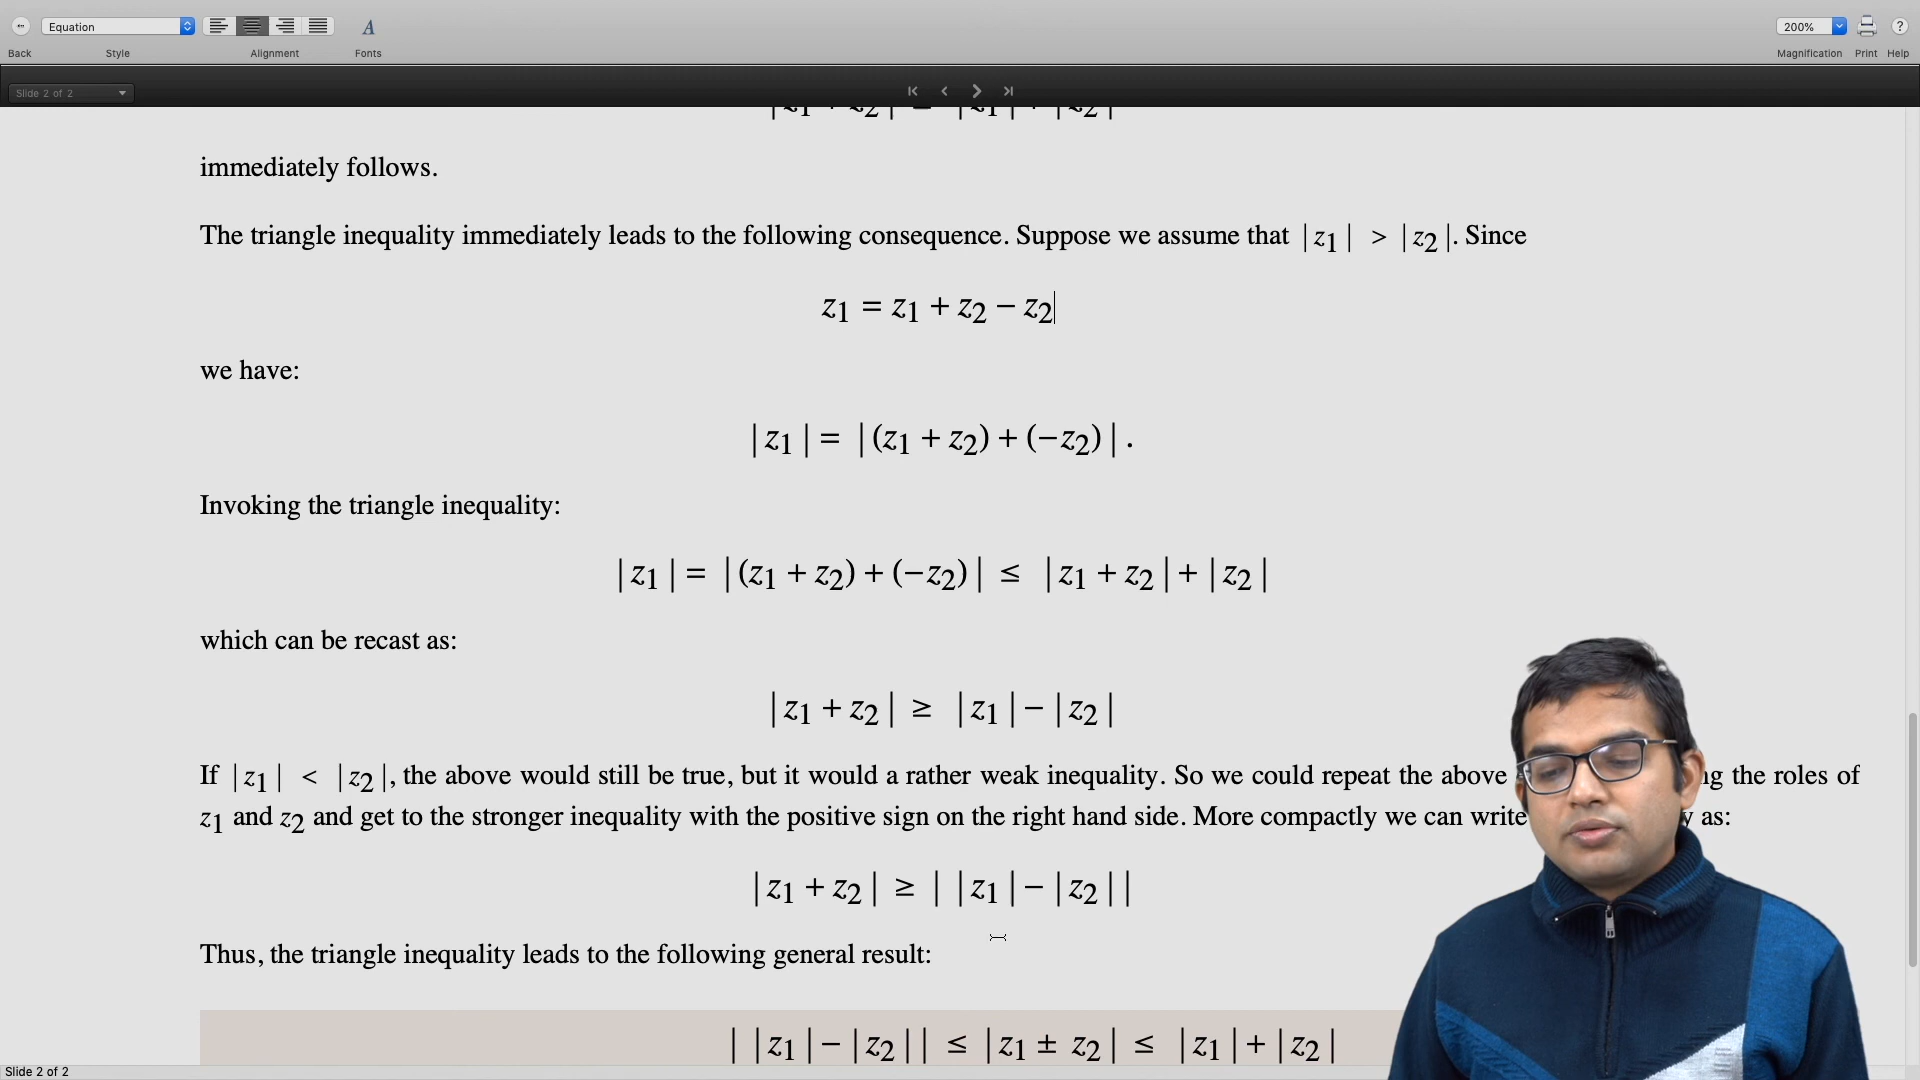 Equation
200%
Back Style Alignment Fonts Magnification Print Help
Slide 2 of 2
immediately follows.
The triangle inequality immediately leads to the following consequence. Suppose we assume that |z₁| > |z₂|. Since
z₁ = z₁ + z₂ − z₂
we have:
|z₁| = |(z₁ + z₂) + (−z₂)|.
Invoking the triangle inequality:
|z₁| = |(z₁ + z₂) + (−z₂)| ≤ |z₁ + z₂| + |z₂|
which can be recast as:
|z₁ + z₂| ≥ |z₁| − |z₂|
If |z₁| < |z₂|, the above would still be true, but it would a rather weak inequality. So we could repeat the above the roles of
z₁ and z₂ and get to the stronger inequality with the positive sign on the right hand side. More compactly we can write as:
|z₁ + z₂| ≥ | |z₁| − |z₂| |
Thus, the triangle inequality leads to the following general result:
| |z₁| − |z₂| | ≤ |z₁ ± z₂| ≤ |z₁| + |z₂|
Slide 2 of 2